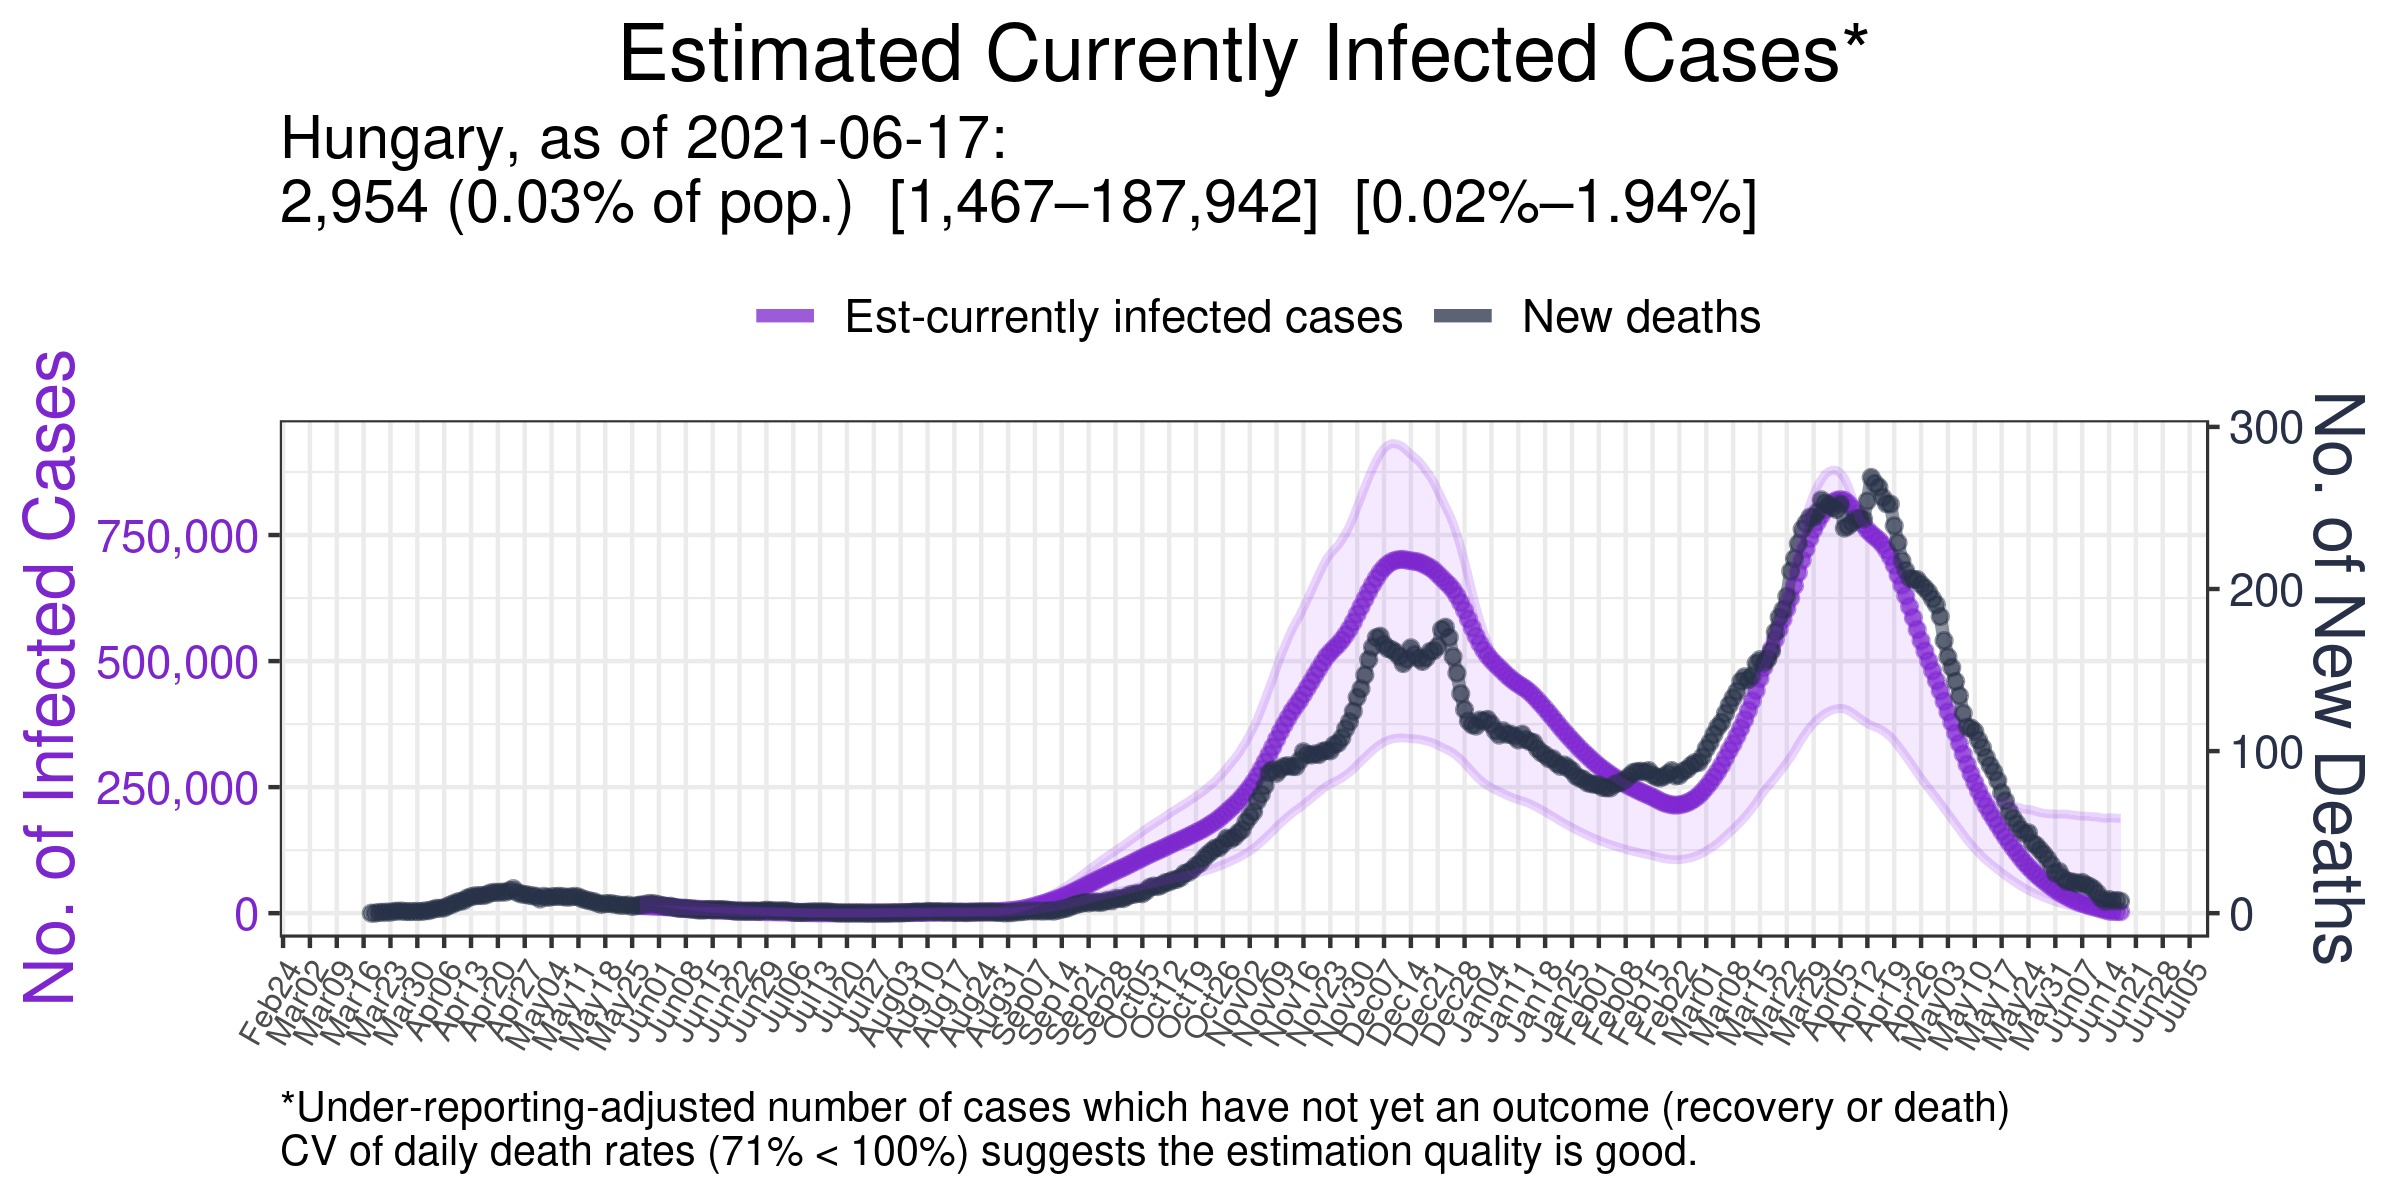 Estimated Currently Infected Cases*
Hungary, as of 2021-06-17:
2,954 (0.03% of pop.) [1,467–187,942] [0.02%–1.94%]
Est-currently infected cases New deaths
No. of Infected Cases
750,000
500,000
250,000
0
300
200
100
0
No. of New Deaths
Feb24 Mar02 Mar09 Mar16 Mar23 Mar30 Apr06 Apr13 Apr20 Apr27 May04 May11 May18 May25 Jun01 Jun08 Jun15 Jun22 Jun29 Jul06 Jul13 Jul20 Jul27 Aug03 Aug10 Aug17 Aug24 Aug31 Sep07 Sep14 Sep21 Sep28 Oct05 Oct12 Oct19 Oct26 Nov02 Nov09 Nov16 Nov23 Nov30 Dec07 Dec14 Dec21 Dec28 Jan04 Jan11 Jan18 Jan25 Feb01 Feb08 Feb15 Feb22 Mar01 Mar08 Mar15 Mar22 Mar29 Apr05 Apr12 Apr19 Apr26 May03 May10 May17 May24 May31 Jun07 Jun14 Jun21 Jun28 Jul05
*Under-reporting-adjusted number of cases which have not yet an outcome (recovery or death)
CV of daily death rates (71% < 100%) suggests the estimation quality is good.